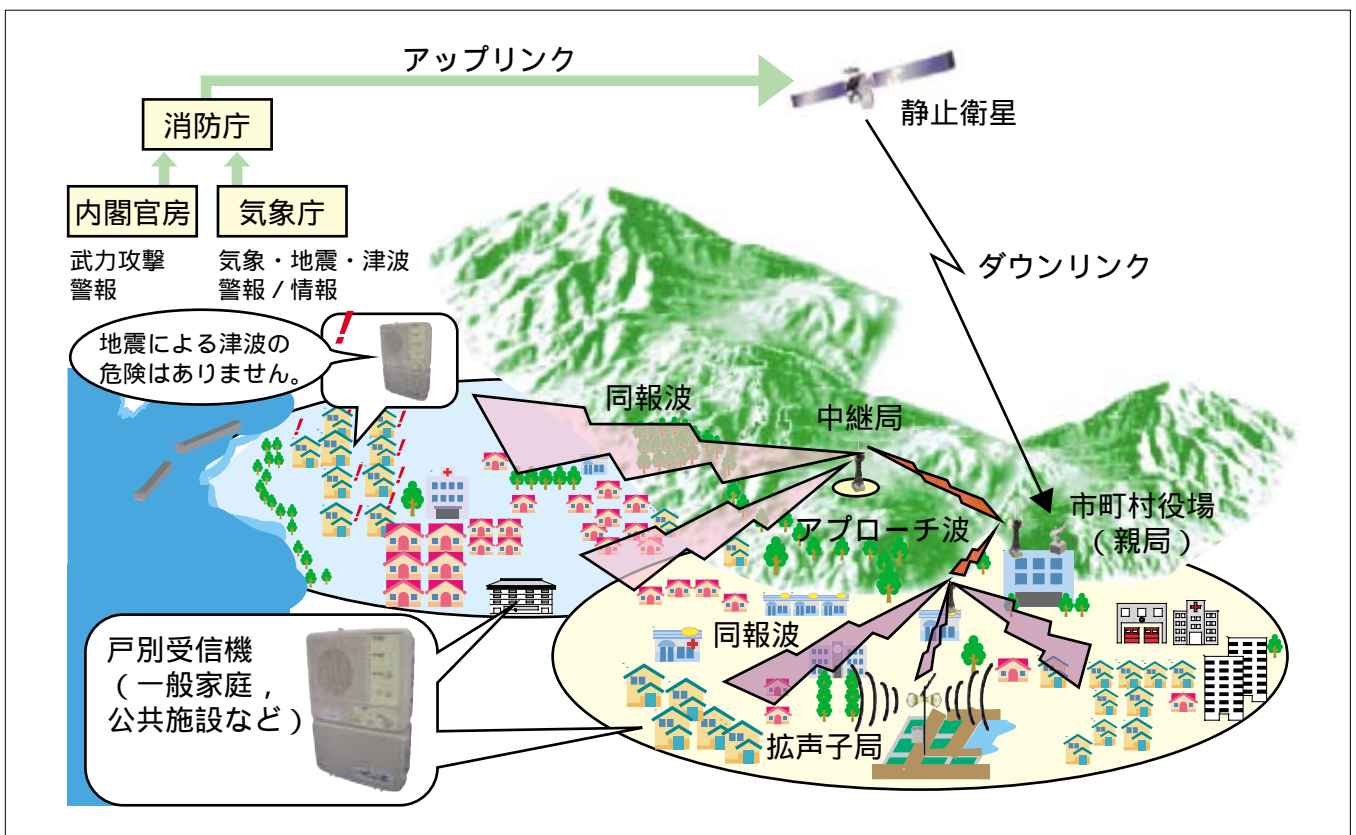 アップリンク
消防庁
静止衛星
内閣官房
気象庁
武力攻撃
警報
気象・地震・津波
警報/情報
ダウンリンク
!
地震による津波の
危険はありません。
同報波
中継局
アプローチ波
市町村役場
(親局)
同報波
戸別受信機
(一般家庭,
公共施設など)
拡声子局